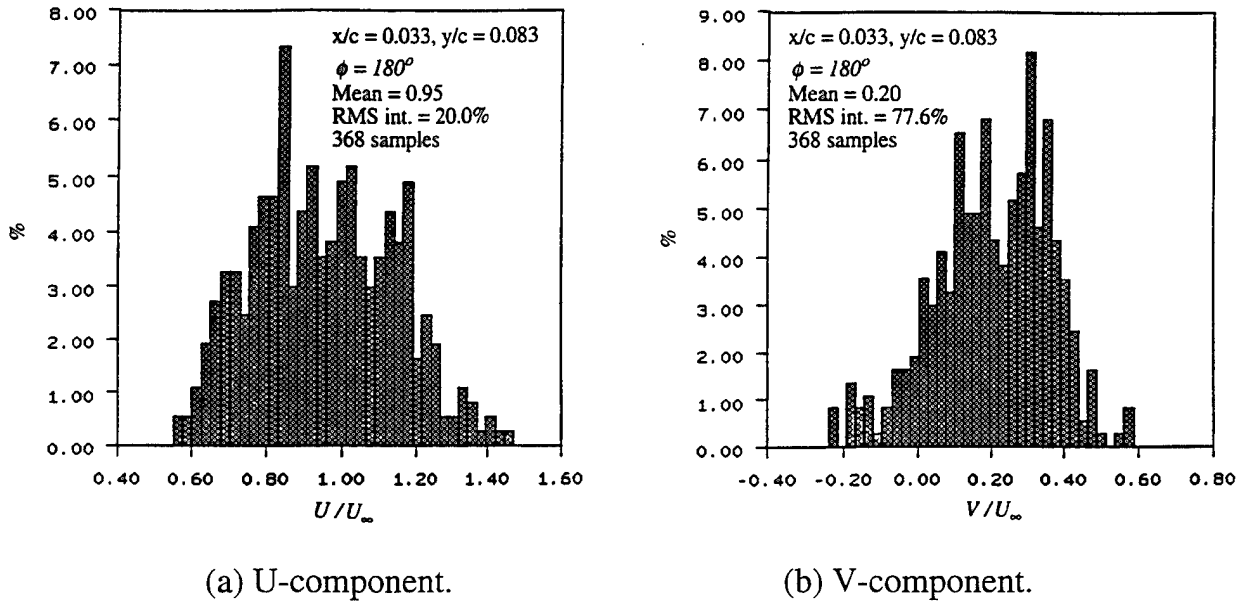 8.00
7.00
6.00
5.00
4.00
3.00
2.00
1.00
0.00
%
x/c = 0.033, y/c = 0.083
ϕ = 180°
Mean = 0.95
RMS int. = 20.0%
368 samples
0.40 0.60 0.80 1.00 1.20 1.40 1.60
U/U∞
(a) U-component.
9.00
8.00
7.00
6.00
5.00
4.00
3.00
2.00
1.00
0.00
%
x/c = 0.033, y/c = 0.083
ϕ = 180°
Mean = 0.20
RMS int. = 77.6%
368 samples
-0.40 -0.20 0.00 0.20 0.40 0.60 0.80
V/U∞
(b) V-component.